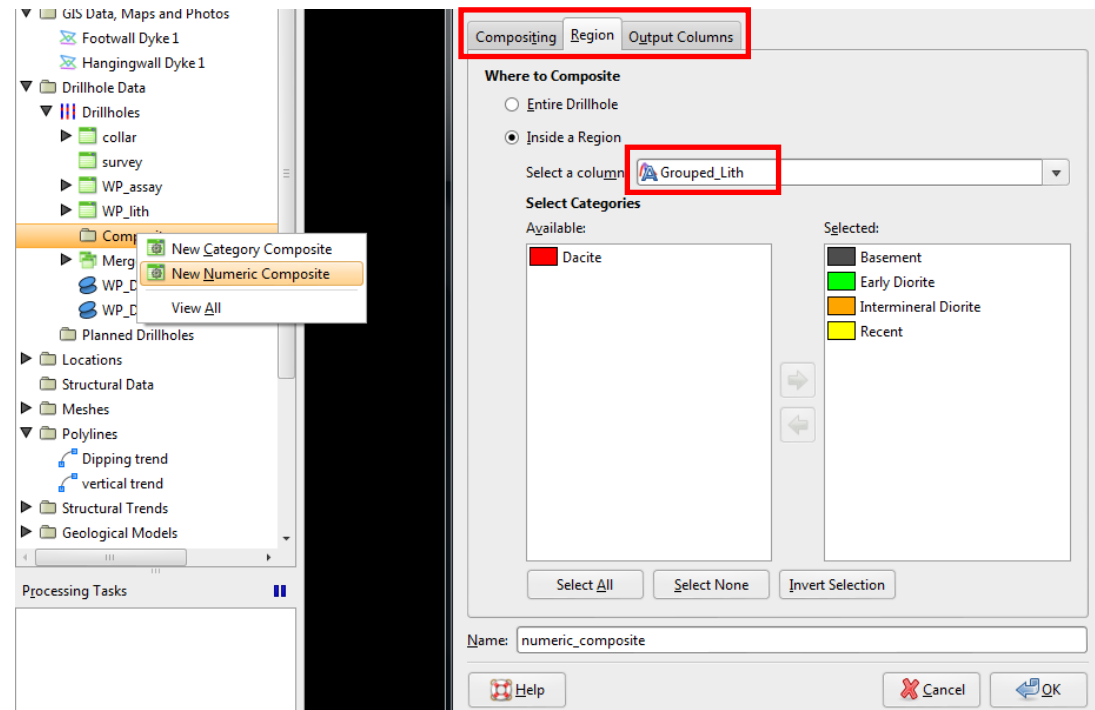 GIS Data, Maps and Photos
Footwall Dyke 1
Hangingwall Dyke 1
Drillhole Data
Drillholes
collar
survey
WP_assay
WP_lith
Comp
Merg
WP_D
WP_D
Planned Drillholes
Locations
Structural Data
Meshes
Polylines
Dipping trend
vertical trend
Structural Trends
Geological Models
Processing Tasks
New Category Composite
New Numeric Composite
View All
Compositing Region Output Columns
Where to Composite
Entire Drillhole
Inside a Region
Select a column Grouped_Lith
Select Categories
Available: Selected:
Dacite
Basement
Early Diorite
Intermineral Diorite
Recent
Select All Select None Invert Selection
Name: numeric_composite
Help Cancel OK